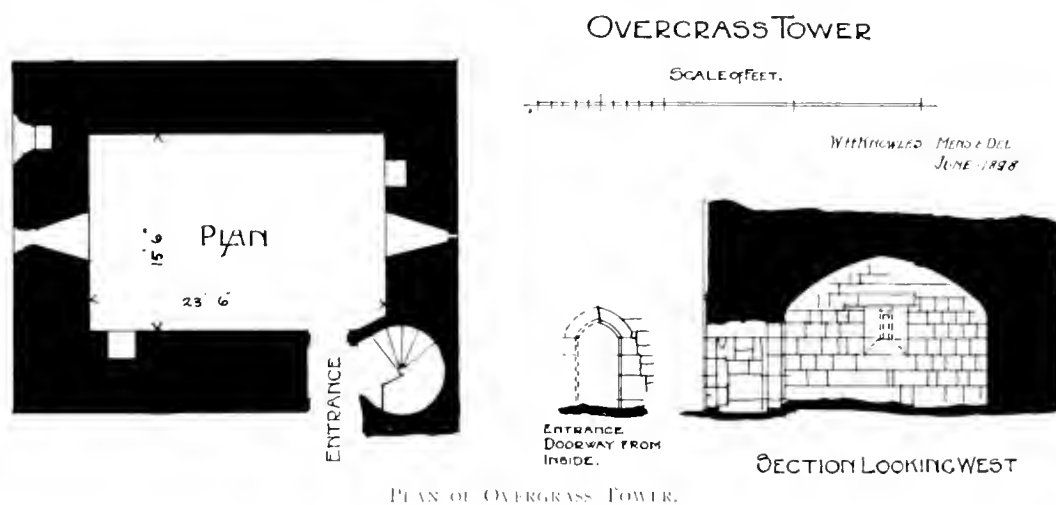 OVERCRASS TOWER
SCALE OF FEET.
W H KNOWLES MENS & DEL
JUNE 1898
PLAN
15' 6"
23' 6"
ENTRANCE
ENTRANCE
DOORWAY FROM
INSIDE.
SECTION LOOKING WEST
PLAN OF OVERGRASS TOWER.